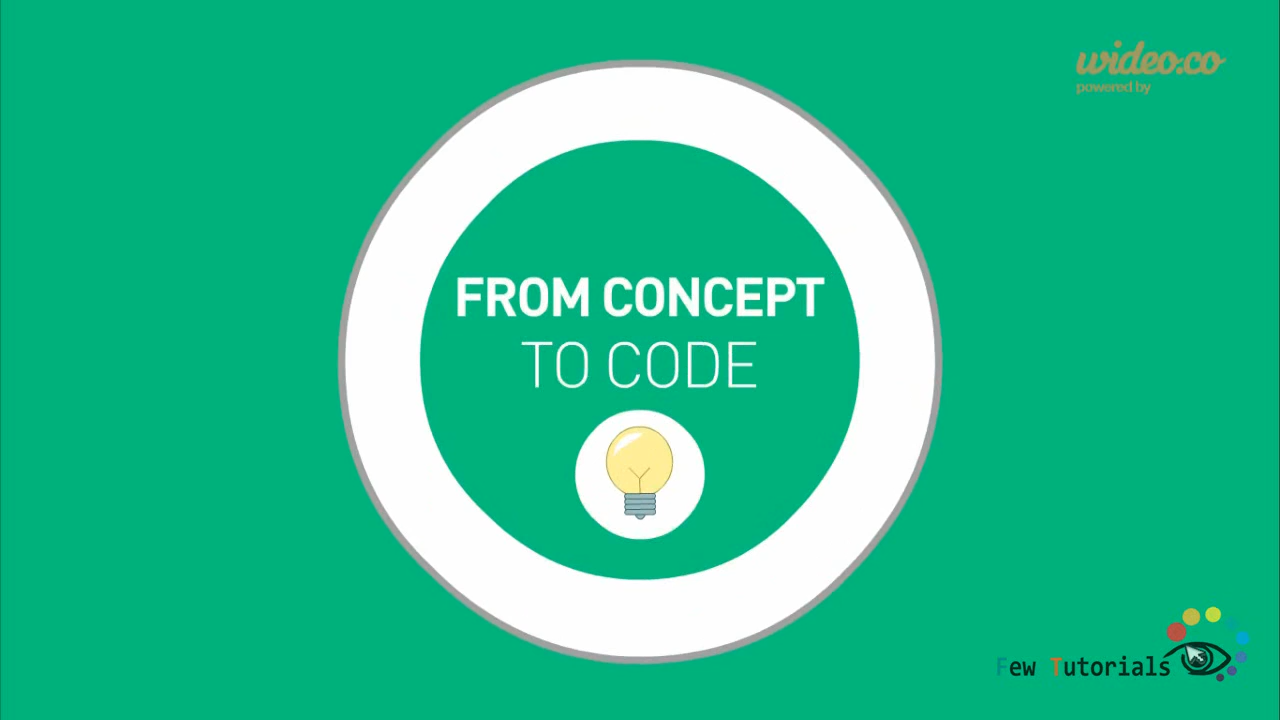 wideo.co
powered by
FROM CONCEPT
TO CODE
Few Tutorials